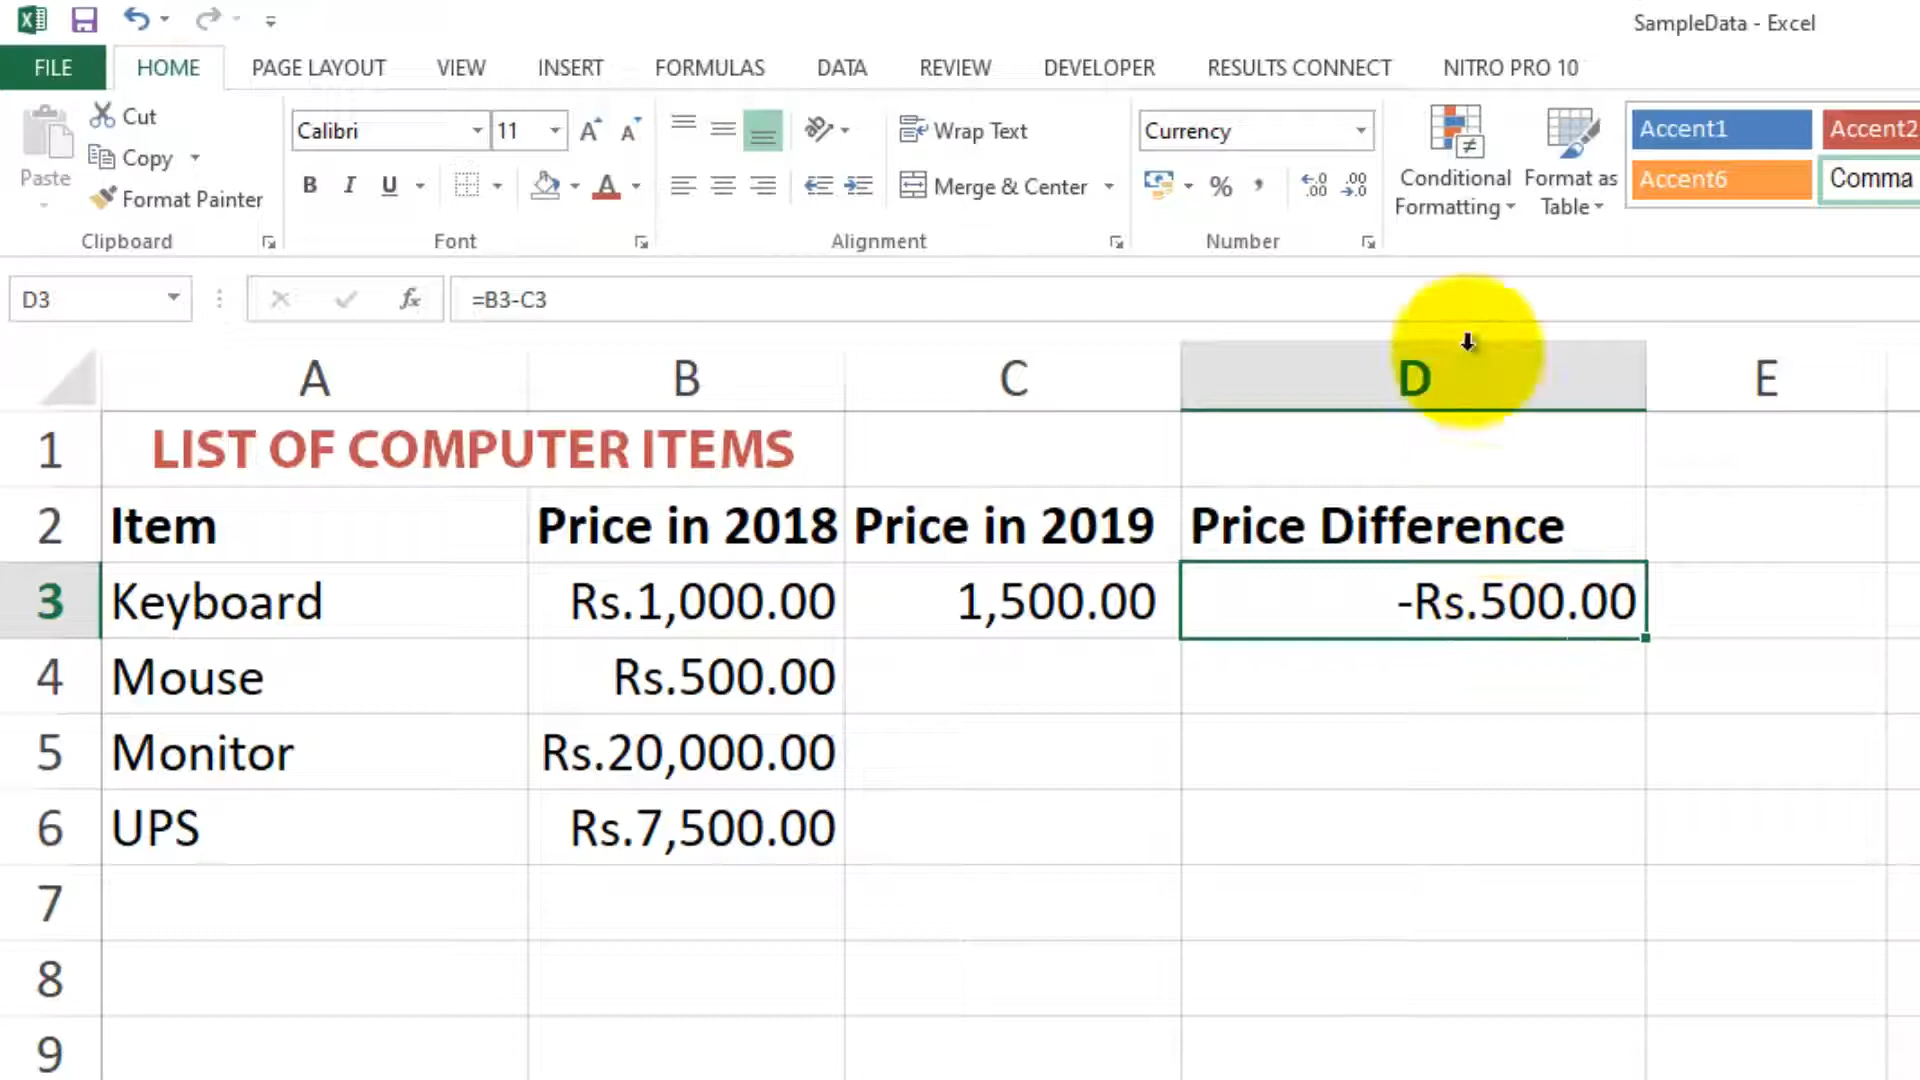 SampleData - Excel
FILE HOME PAGE LAYOUT VIEW INSERT FORMULAS DATA REVIEW DEVELOPER RESULTS CONNECT NITRO PRO 10
Paste
Cut
Copy
Format Painter
Clipboard
Calibri 11
B I U
Font
Wrap Text
Merge & Center
Alignment
Currency
Number
Conditional Formatting
Format as Table
Accent1 Accent2
Accent6 Comma
D3 =B3-C3
A B C D E
1 LIST OF COMPUTER ITEMS
2 Item Price in 2018 Price in 2019 Price Difference
3 Keyboard Rs.1,000.00 1,500.00 -Rs.500.00
4 Mouse Rs.500.00
5 Monitor Rs.20,000.00
6 UPS Rs.7,500.00
7
8
9